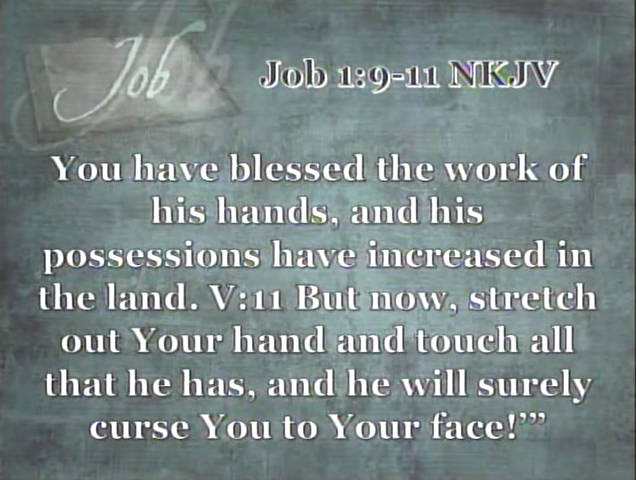 Job
Job 1:9-11 NKJV
You have blessed the work of
his hands, and his
possessions have increased in
the land. V:11 But now, stretch
out Your hand and touch all
that he has, and he will surely
curse You to Your face!’”